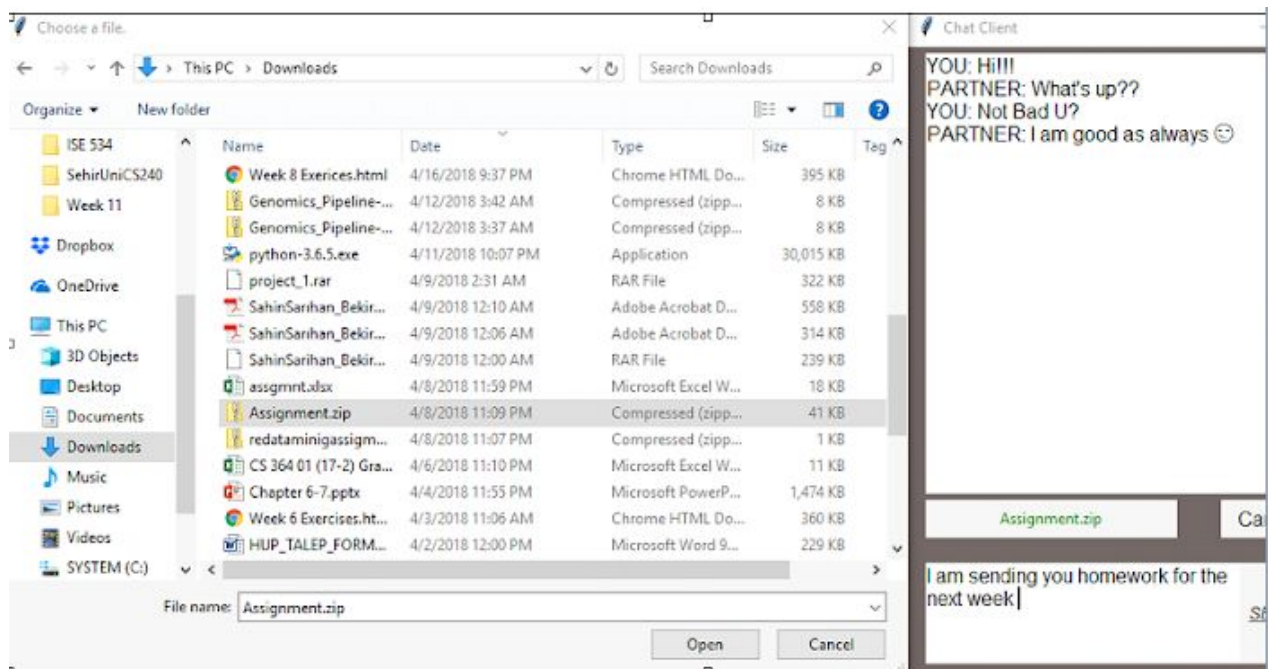 Choose a file.
This PC > Downloads
Search Downloads
Organize
New folder
ISE 534
SehirUniCS240
Week 11
Dropbox
OneDrive
This PC
3D Objects
Desktop
Documents
Downloads
Music
Pictures
Videos
SYSTEM (C:)
Name Date Type Size Tag
Week 8 Exerices.html 4/16/2018 9:37 PM Chrome HTML Do... 395 KB
Genomics_Pipeline-... 4/12/2018 3:42 AM Compressed (zipp... 8 KB
Genomics_Pipeline-... 4/12/2018 3:37 AM Compressed (zipp... 8 KB
python-3.6.5.exe 4/11/2018 10:07 PM Application 30,015 KB
project_1.rar 4/9/2018 2:31 AM RAR File 322 KB
SahinSarıhan_Bekir... 4/9/2018 12:10 AM Adobe Acrobat D... 558 KB
SahinSarıhan_Bekir... 4/9/2018 12:06 AM Adobe Acrobat D... 314 KB
SahinSarıhan_Bekir... 4/9/2018 12:00 AM RAR File 239 KB
assgmnt.xlsx 4/8/2018 11:59 PM Microsoft Excel W... 18 KB
Assignment.zip 4/8/2018 11:09 PM Compressed (zipp... 41 KB
redataminigassigm... 4/8/2018 11:07 PM Compressed (zipp... 1 KB
CS 364 01 (17-2) Gra... 4/6/2018 11:10 PM Microsoft Excel W... 11 KB
Chapter 6-7.pptx 4/4/2018 11:55 PM Microsoft PowerP... 1,474 KB
Week 6 Exercises.ht... 4/3/2018 11:06 AM Chrome HTML Do... 360 KB
HUP_TALEP_FORM... 4/2/2018 12:00 PM Microsoft Word 9... 229 KB
File name: Assignment.zip
Open
Cancel
Chat Client
YOU: Hi!!!
PARTNER: What's up??
YOU: Not Bad U?
PARTNER: I am good as always 😏
Assignment.zip
Ca
I am sending you homework for the
next week